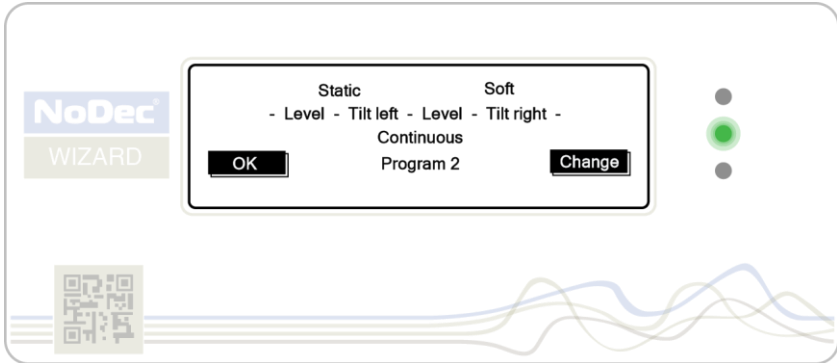 NoDec®
WIZARD
Static Soft
- Level - Tilt left - Level - Tilt right -
Continuous
OK Program 2 Change